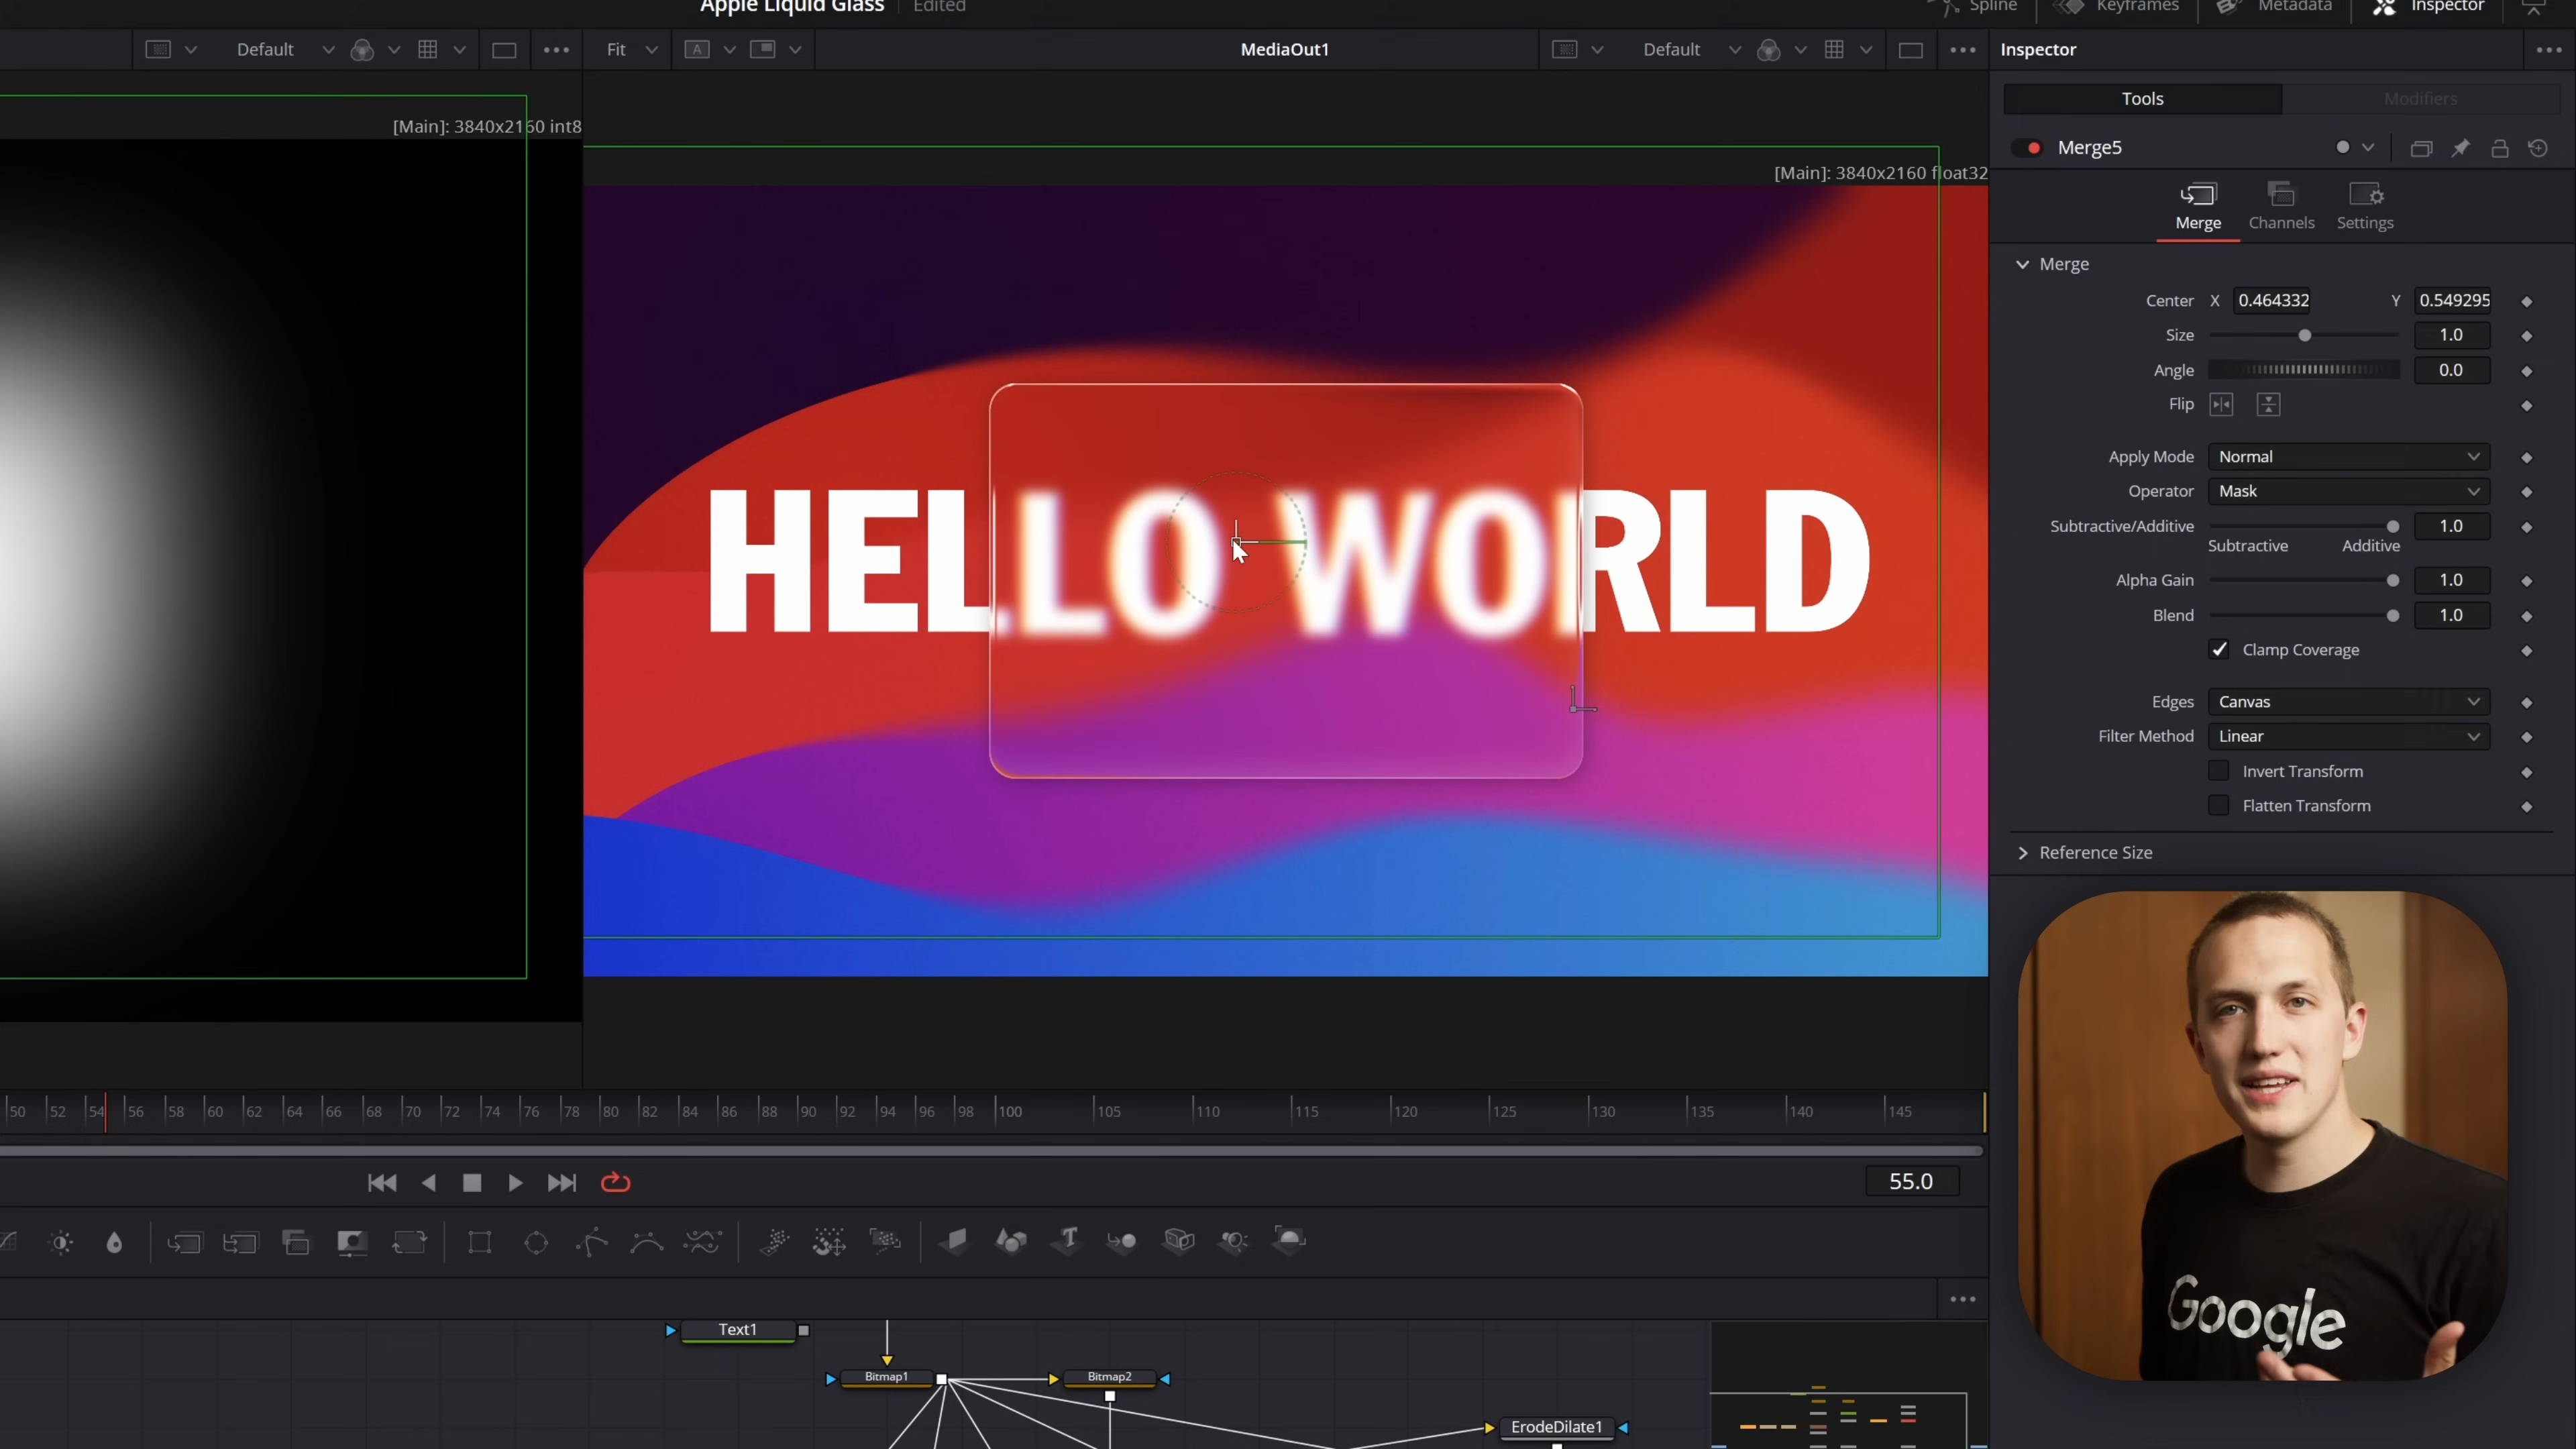 Apple Liquid Glass Edited
Spline Keyframes Metadata Inspector
Default Fit MediaOut1 Default Inspector
Tools Modifiers
[Main]: 3840x2160 int8
[Main]: 3840x2160 float32
Merge5
Merge Channels Settings
Merge
Center X 0.464332 Y 0.549295
Size 1.0
Angle 0.0
Flip
Apply Mode Normal
Operator Mask
Subtractive/Additive 1.0
Subtractive Additive
Alpha Gain 1.0
Blend 1.0
Clamp Coverage
Edges Canvas
Filter Method Linear
Invert Transform
Flatten Transform
Reference Size
HELLO WORLD
50 52 54 56 58 60 62 64 66 68 70 72 74 76 78 80 82 84 86 88 90 92 94 96 98 100 105 110 115 120 125 130 135 140 145
55.0
Text1
Bitmap1 Bitmap2
ErodeDilate1
Google